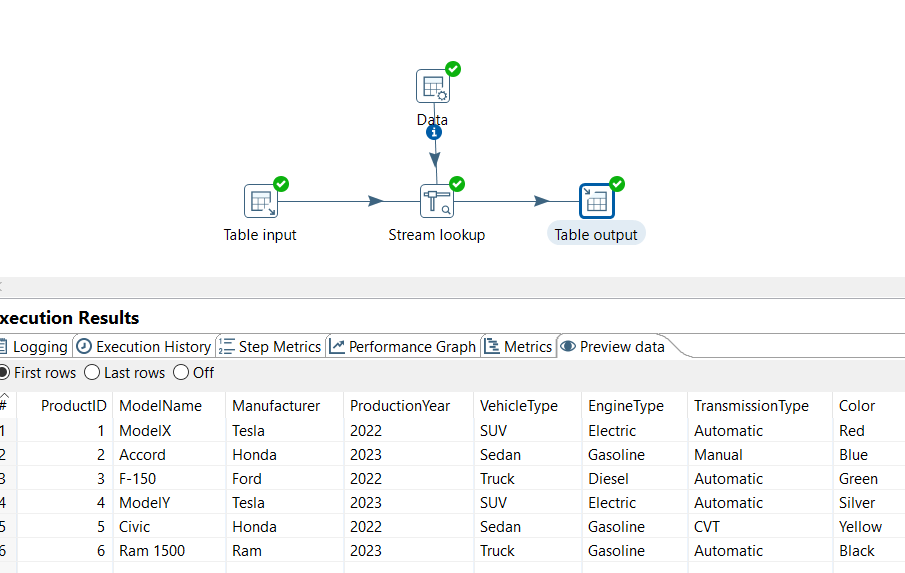 Data
Table input
Stream lookup
Table output
xecution Results
Logging Execution History Step Metrics Performance Graph Metrics Preview data
First rows Last rows Off
# ProductID ModelName Manufacturer ProductionYear VehicleType EngineType TransmissionType Color
1 1 ModelX Tesla 2022 SUV Electric Automatic Red
2 2 Accord Honda 2023 Sedan Gasoline Manual Blue
3 3 F-150 Ford 2022 Truck Diesel Automatic Green
4 4 ModelY Tesla 2023 SUV Electric Automatic Silver
5 5 Civic Honda 2022 Sedan Gasoline CVT Yellow
6 6 Ram 1500 Ram 2023 Truck Gasoline Automatic Black